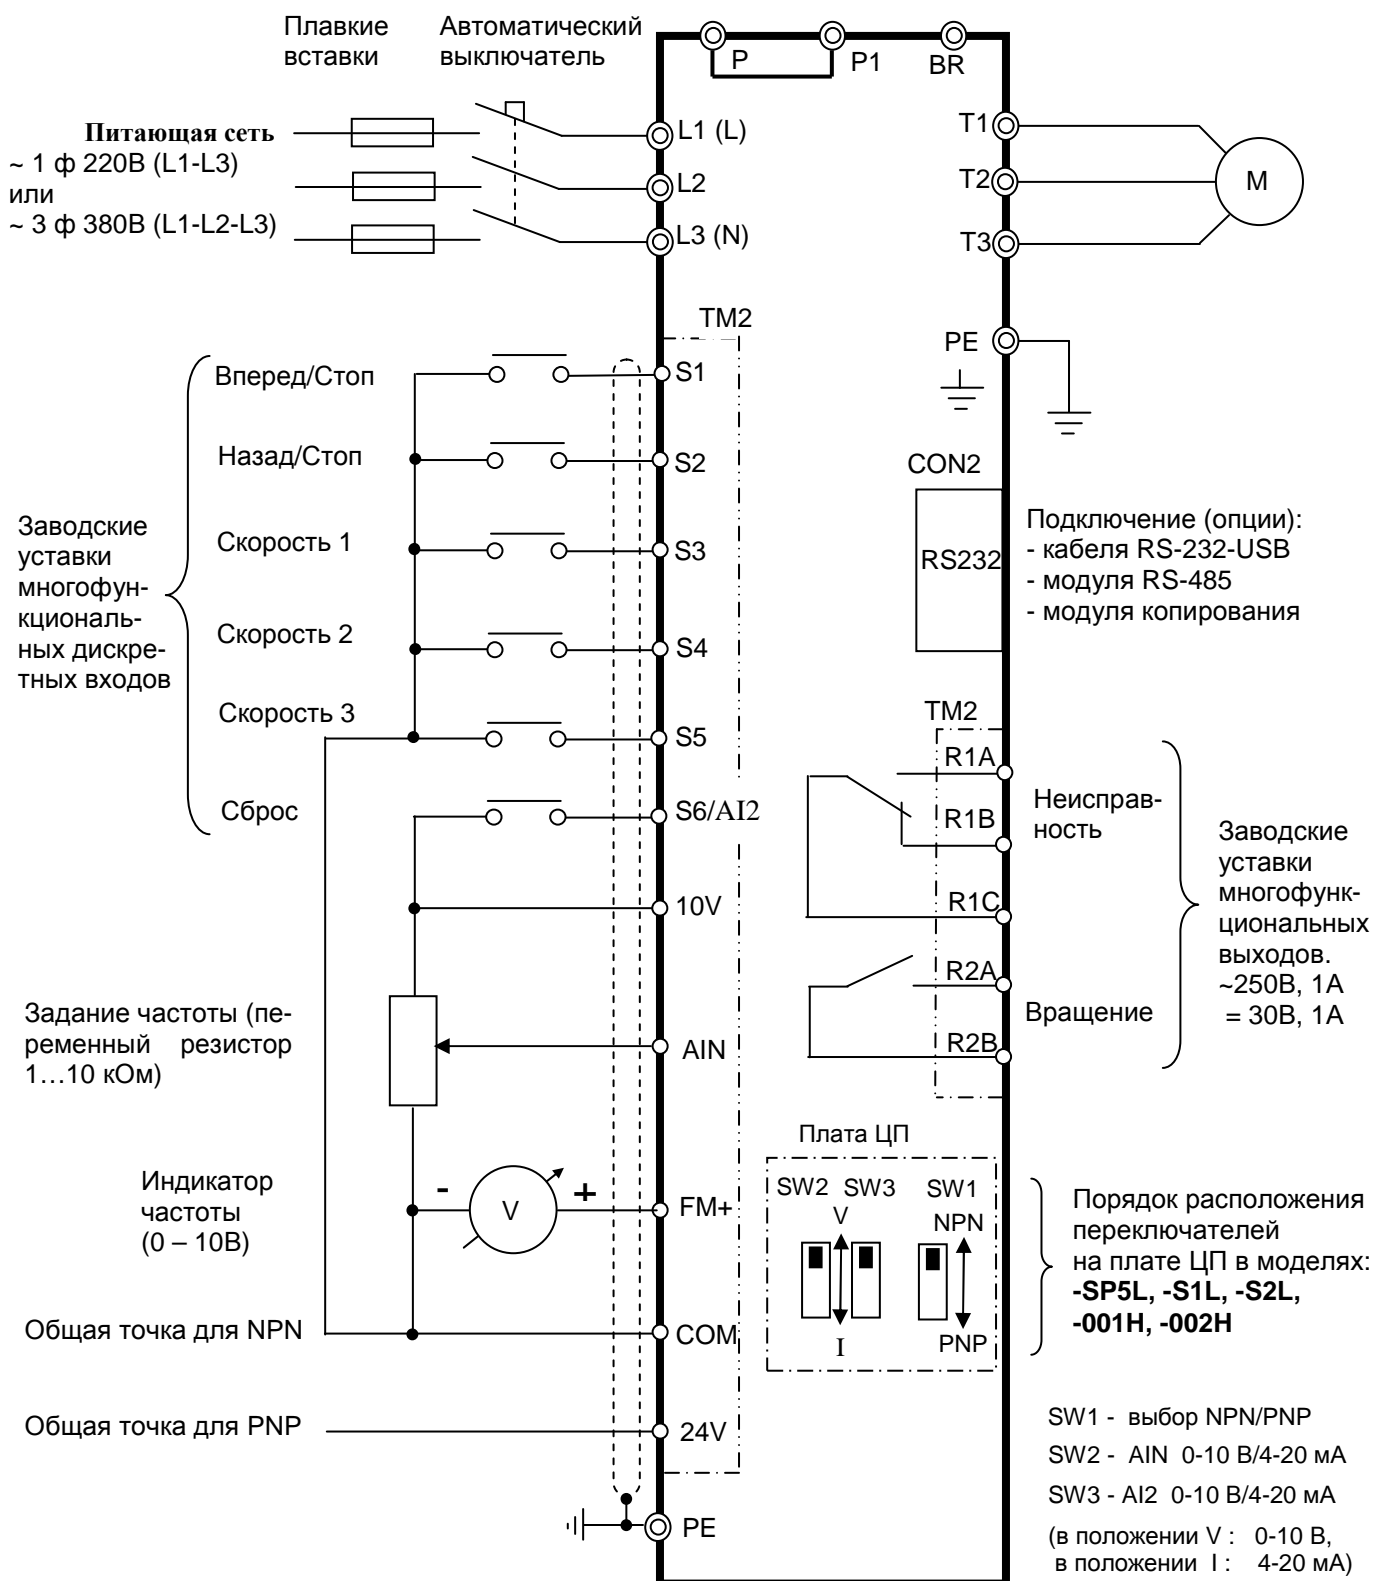 Плавкие
вставки
Автоматический
выключатель
P
P1
BR
Питающая сеть
~ 1 ф 220В (L1-L3)
или
~ 3 ф 380В (L1-L2-L3)
L1 (L)
L2
L3 (N)
T1
T2
T3
M
TM2
PE
Вперед/Стоп
S1
Назад/Стоп
S2
Скорость 1
S3
Скорость 2
S4
Скорость 3
S5
Сброс
S6/AI2
Заводские
уставки
многофун-
кциональ-
ных дискре-
тных входов
CON2
RS232
Подключение (опции):
- кабеля RS-232-USB
- модуля RS-485
- модуля копирования
TM2
R1A
R1B
R1C
R2A
R2B
Неисправ-
ность
Вращение
Заводские
уставки
многофунк-
циональных
выходов.
~250В, 1А
= 30В, 1А
10V
Задание частоты (пе-
ременный резистор
1…10 кОм)
AIN
Индикатор
частоты
(0 – 10В)
-
V
+
FM+
Общая точка для NPN
COM
Общая точка для PNP
24V
PE
Плата ЦП
SW2 SW3 SW1
V NPN
I PNP
Порядок расположения
переключателей
на плате ЦП в моделях:
-SP5L, -S1L, -S2L,
-001H, -002H
SW1 - выбор NPN/PNP
SW2 - AIN 0-10 В/4-20 мА
SW3 - AI2 0-10 В/4-20 мА
(в положении V : 0-10 В,
в положении I : 4-20 мА)